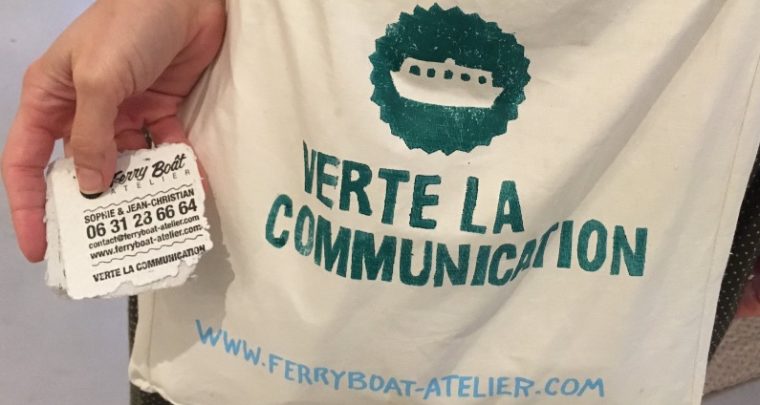 Ferry Boât
ATELIER
SOPHIE & JEAN-CHRISTIAN
06 31 23 66 64
contact@ferryboat-atelier.com
www.ferryboat-atelier.com
VERTE LA COMMUNICATION
VERTE LA
COMMUNICATION
WWW.FERRYBOAT-ATELIER.COM